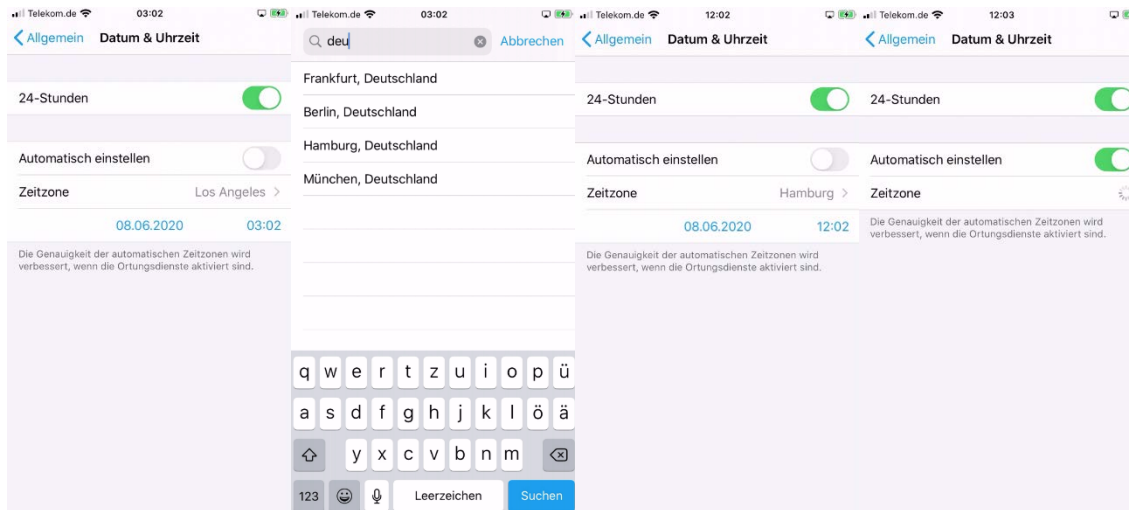 Telekom.de 03:02
Allgemein Datum & Uhrzeit
24-Stunden
Automatisch einstellen
Zeitzone Los Angeles
08.06.2020 03:02
Die Genauigkeit der automatischen Zeitzonen wird
verbessert, wenn die Ortungsdienste aktiviert sind.
Telekom.de 03:02
deu Abbrechen
Frankfurt, Deutschland
Berlin, Deutschland
Hamburg, Deutschland
München, Deutschland
q w e r t z u i o p ü
a s d f g h j k l ö ä
y x c v b n m
123 Leerzeichen Suchen
Telekom.de 12:02
Allgemein Datum & Uhrzeit
24-Stunden
Automatisch einstellen
Zeitzone Hamburg
08.06.2020 12:02
Die Genauigkeit der automatischen Zeitzonen wird
verbessert, wenn die Ortungsdienste aktiviert sind.
Telekom.de 12:03
Allgemein Datum & Uhrzeit
24-Stunden
Automatisch einstellen
Zeitzone
Die Genauigkeit der automatischen Zeitzonen wird
verbessert, wenn die Ortungsdienste aktiviert sind.